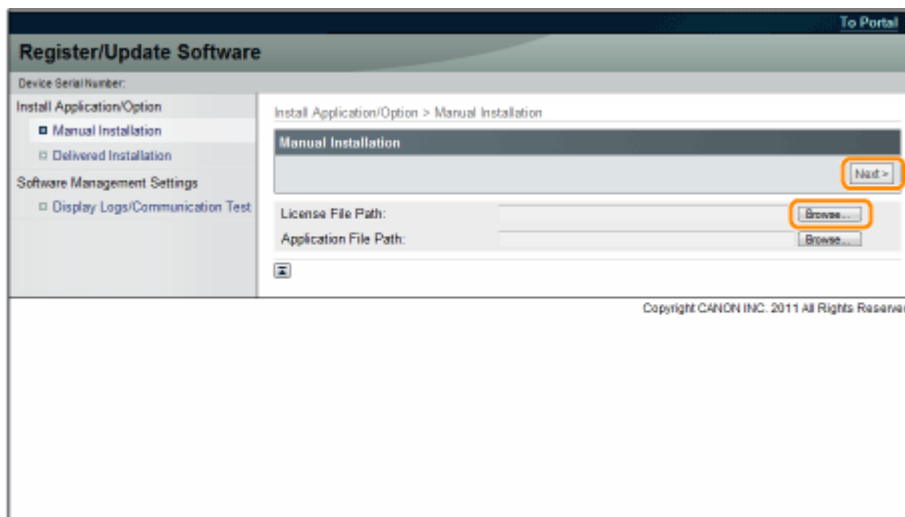 To Portal
Register/Update Software
Device Serial Number:
Install Application/Option
Manual Installation
Delivered Installation
Software Management Settings
Display Logs/Communication Test
Install Application/Option > Manual Installation
Manual Installation
Next >
License File Path:
Browse...
Application File Path:
Browse...
Copyright CANON INC. 2011 All Rights Reserve